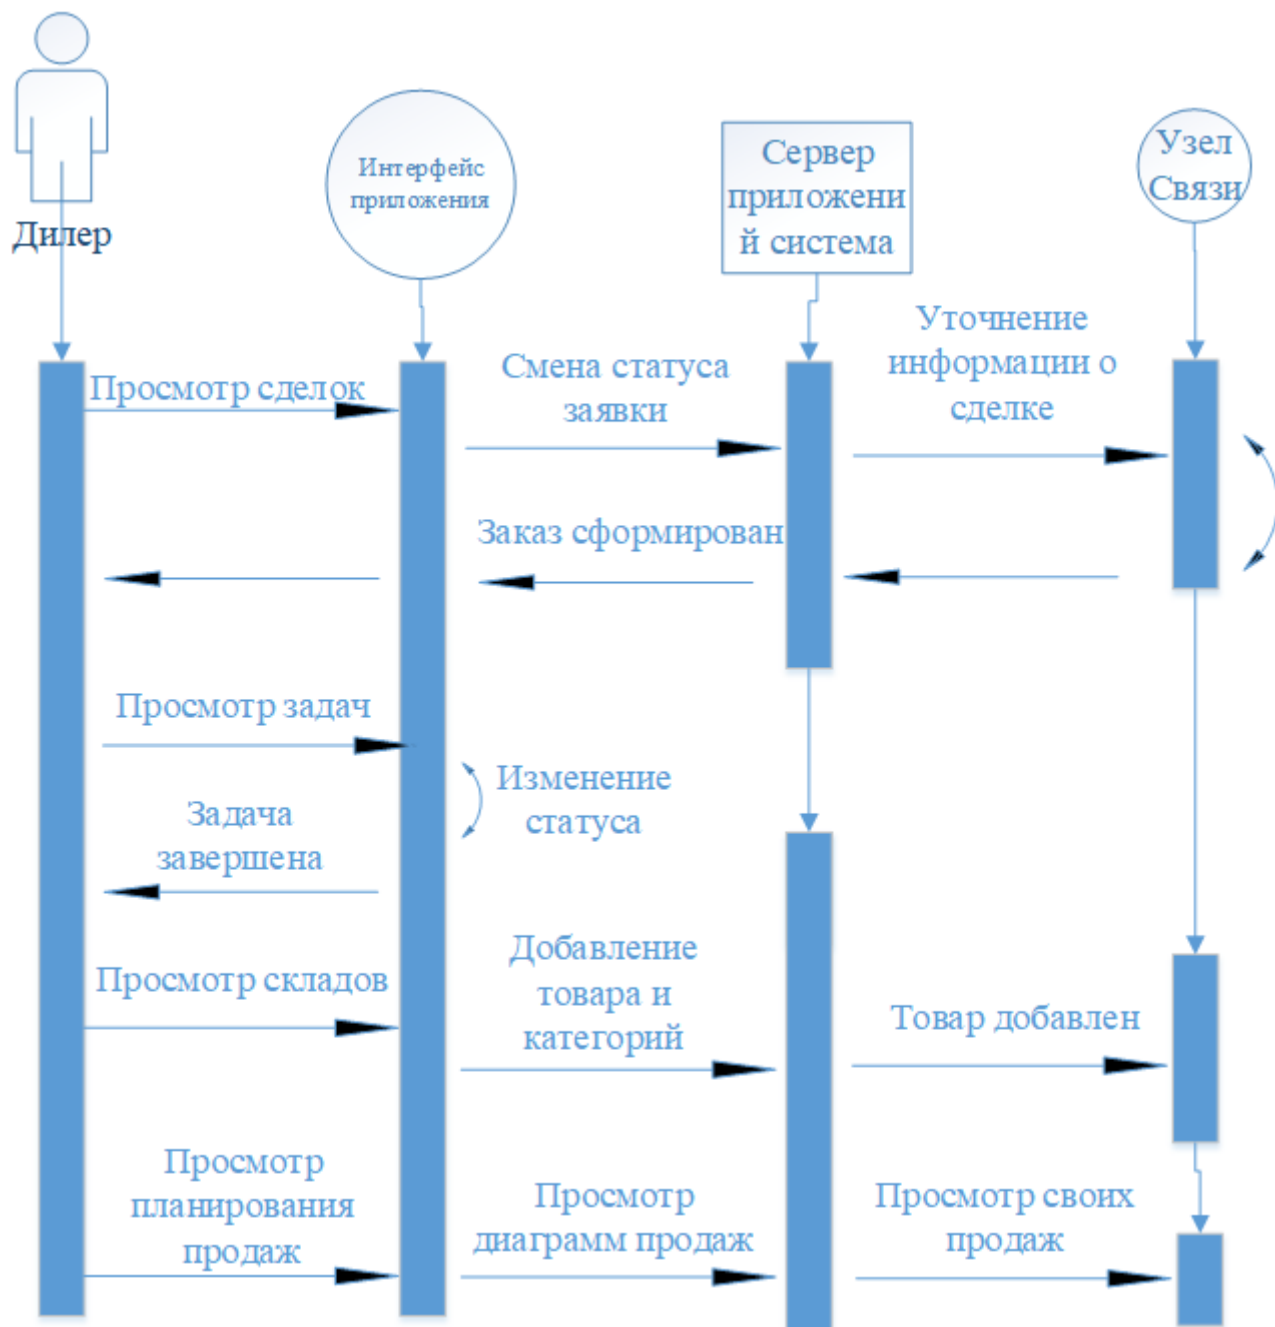 Дилер
Интерфейс
приложения
Сервер
приложени
й система
Узел
Связи
Просмотр сделок
Смена статуса
заявки
Уточнение
информации о
сделке
Заказ сформирован
Просмотр задач
Изменение
статуса
Задача
завершена
Просмотр складов
Добавление
товара и
категорий
Товар добавлен
Просмотр
планирования
продаж
Просмотр
диаграмм продаж
Просмотр своих
продаж